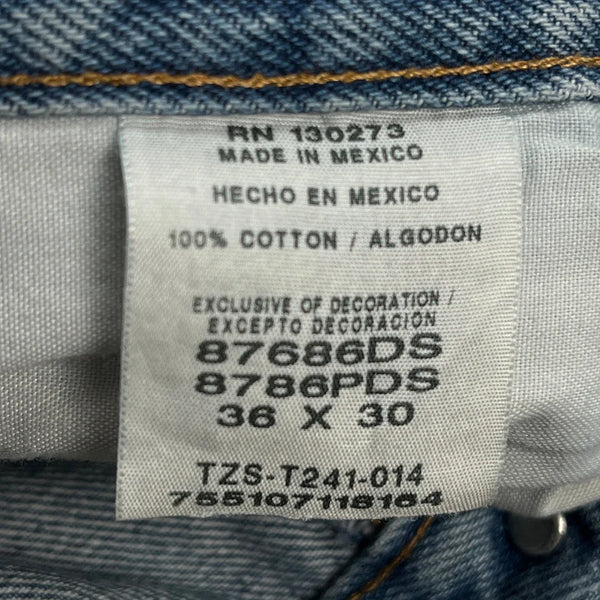 RN 130273
MADE IN MEXICO
HECHO EN MEXICO
100% COTTON / ALGODON
EXCLUSIVE OF DECORATION /
EXCEPTO DECORACION
87686DS
8786PDS
36 X 30
TZS-T241-014
755107118164